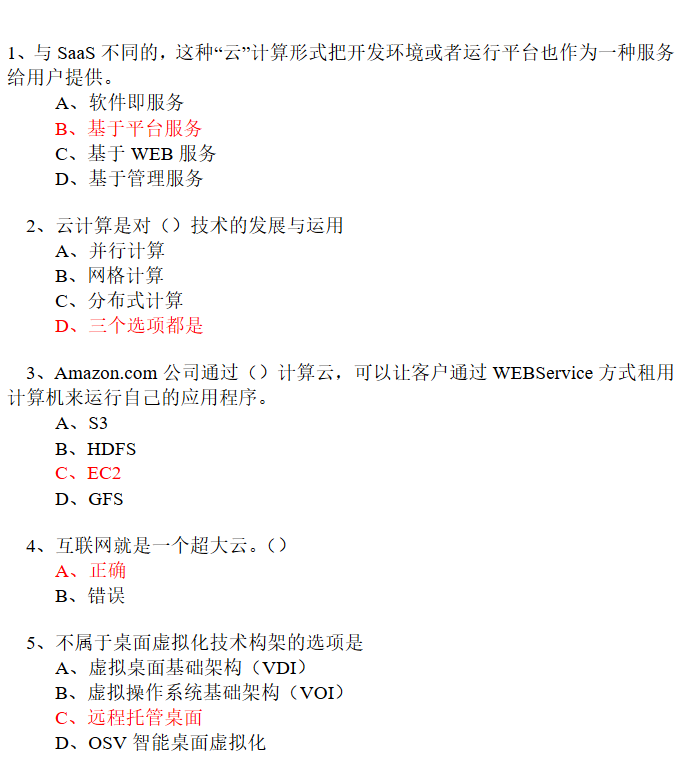 1、与 SaaS 不同的，这种“云”计算形式把开发环境或者运行平台也作为一种服务
给用户提供。
A、软件即服务
B、基于平台服务
C、基于 WEB 服务
D、基于管理服务
2、云计算是对（）技术的发展与运用
A、并行计算
B、网格计算
C、分布式计算
D、三个选项都是
3、Amazon.com 公司通过（）计算云，可以让客户通过 WEBService 方式租用
计算机来运行自己的应用程序。
A、S3
B、HDFS
C、EC2
D、GFS
4、互联网就是一个超大云。（）
A、正确
B、错误
5、不属于桌面虚拟化技术构架的选项是
A、虚拟桌面基础架构（VDI）
B、虚拟操作系统基础架构（VOI）
C、远程托管桌面
D、OSV 智能桌面虚拟化